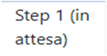 Step 1 (in
attesa)